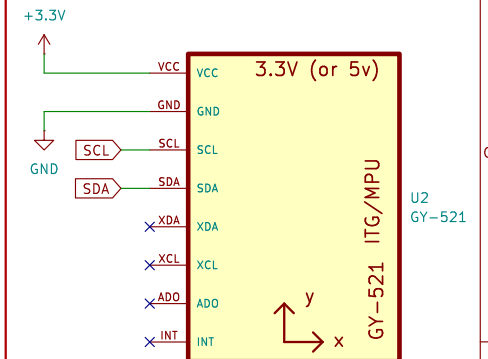 +3.3V
VCC VCC 3.3V (or 5v)
GND GND
GND
SCL SCL SCL
SDA SDA SDA
XDA XDA
XCL XCL
ADO ADO
INT INT
ITG/MPU
GY-521
y
x
U2
GY-521